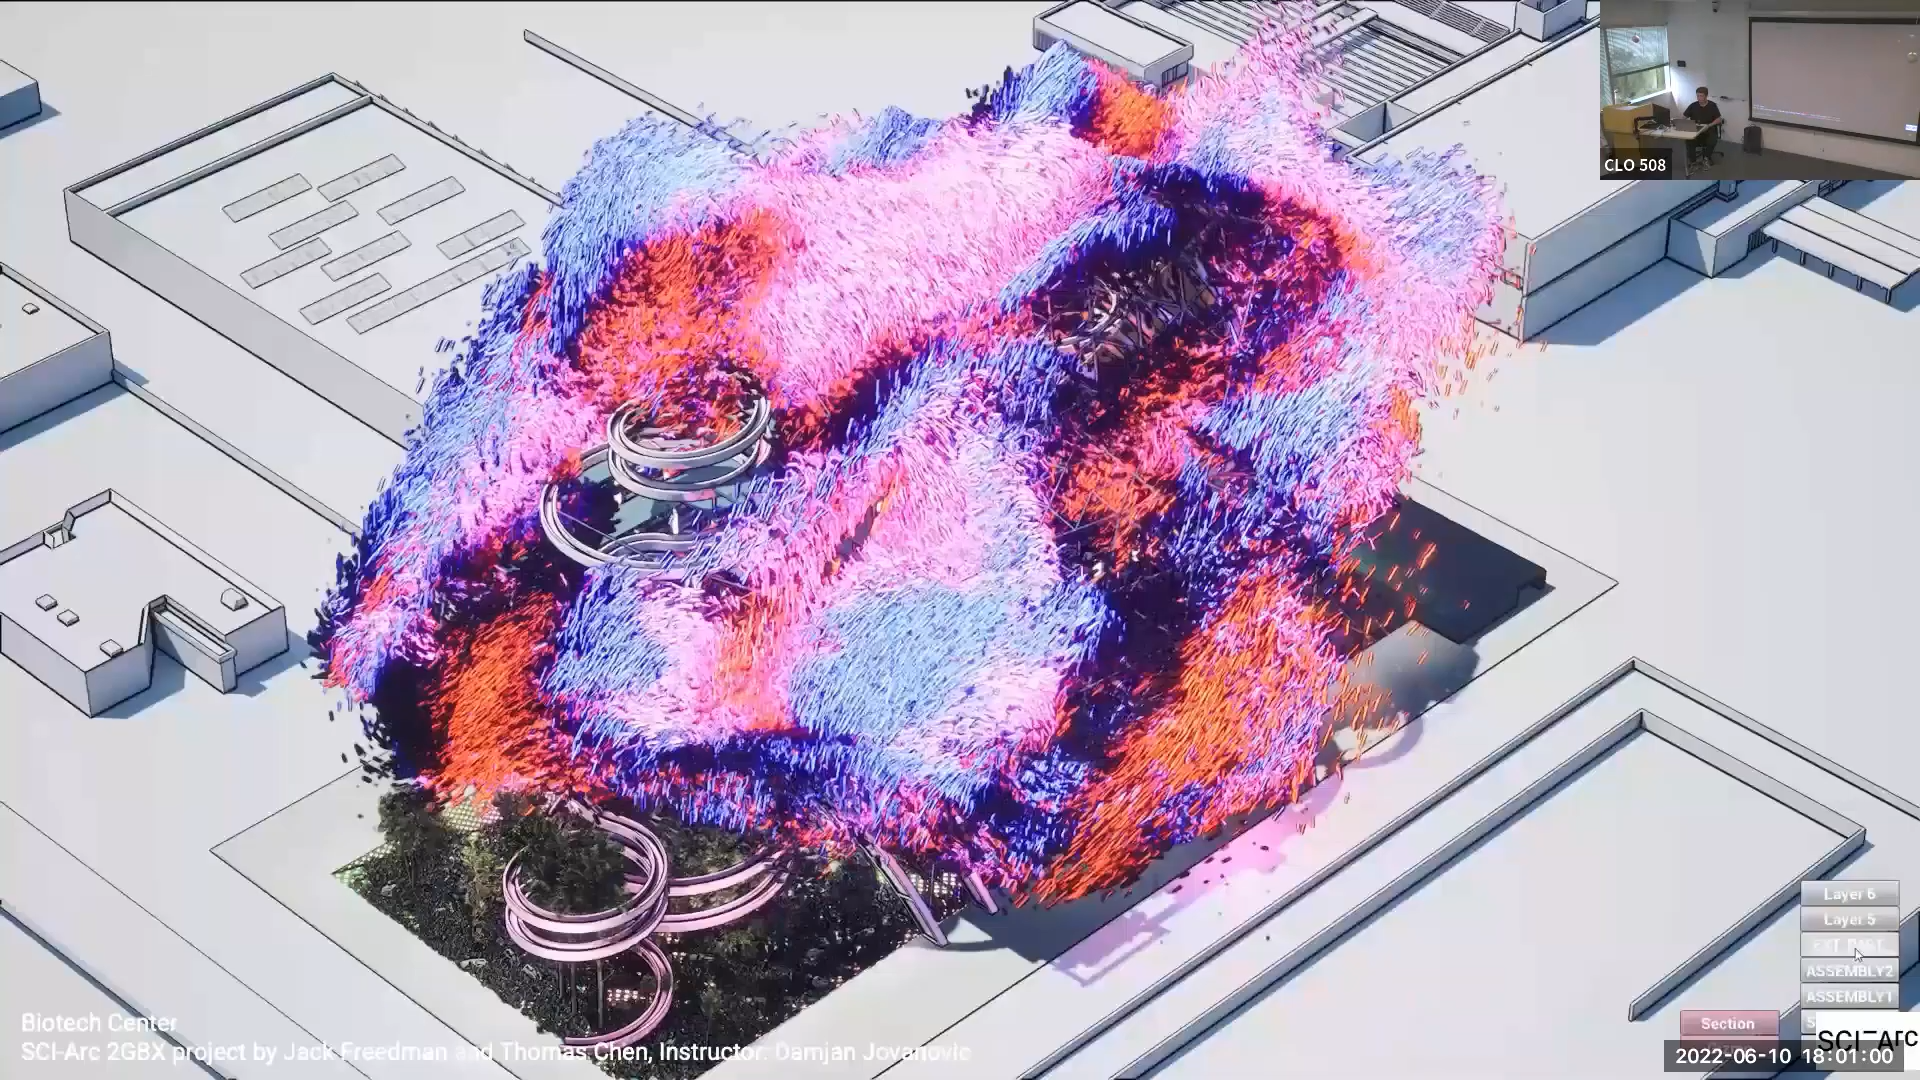 CLO 508
Layer 6
Layer 5
EXT_PART
ASSEMBLY2
ASSEMBLY1
Biotech Center
Section
SCI-Arc
SCI-Arc 2GBX project by Jack Freedman and Thomas Chen, Instructor: Damjan Jovanovic
2022-06-10 18:01:00